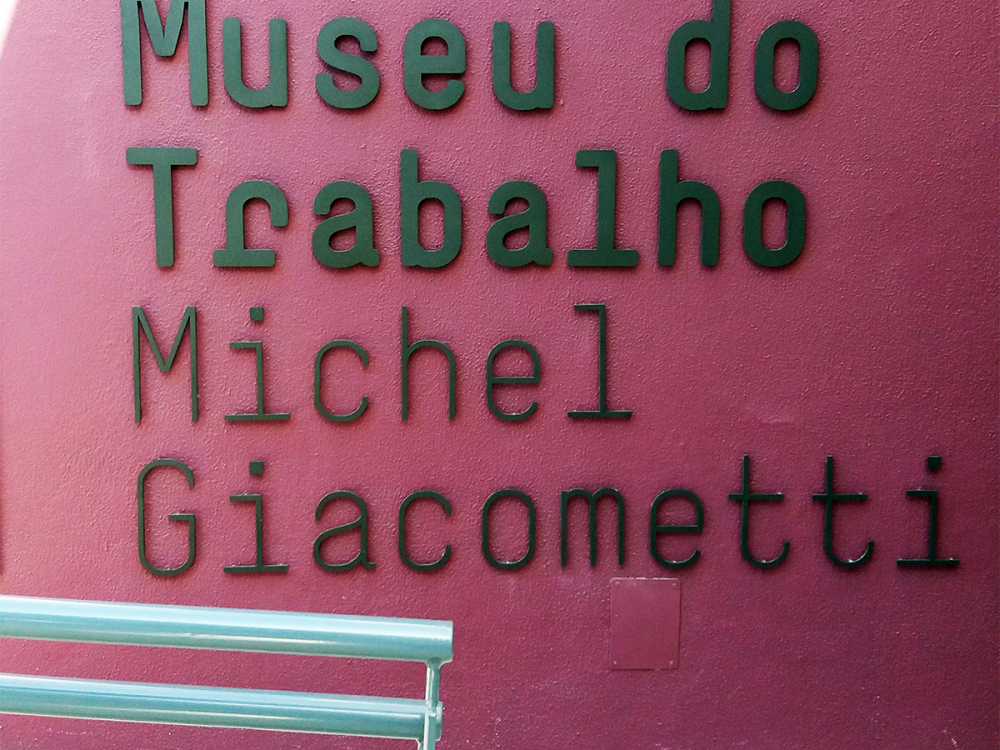 Museu do
Trabalho
Michel
Giacometti